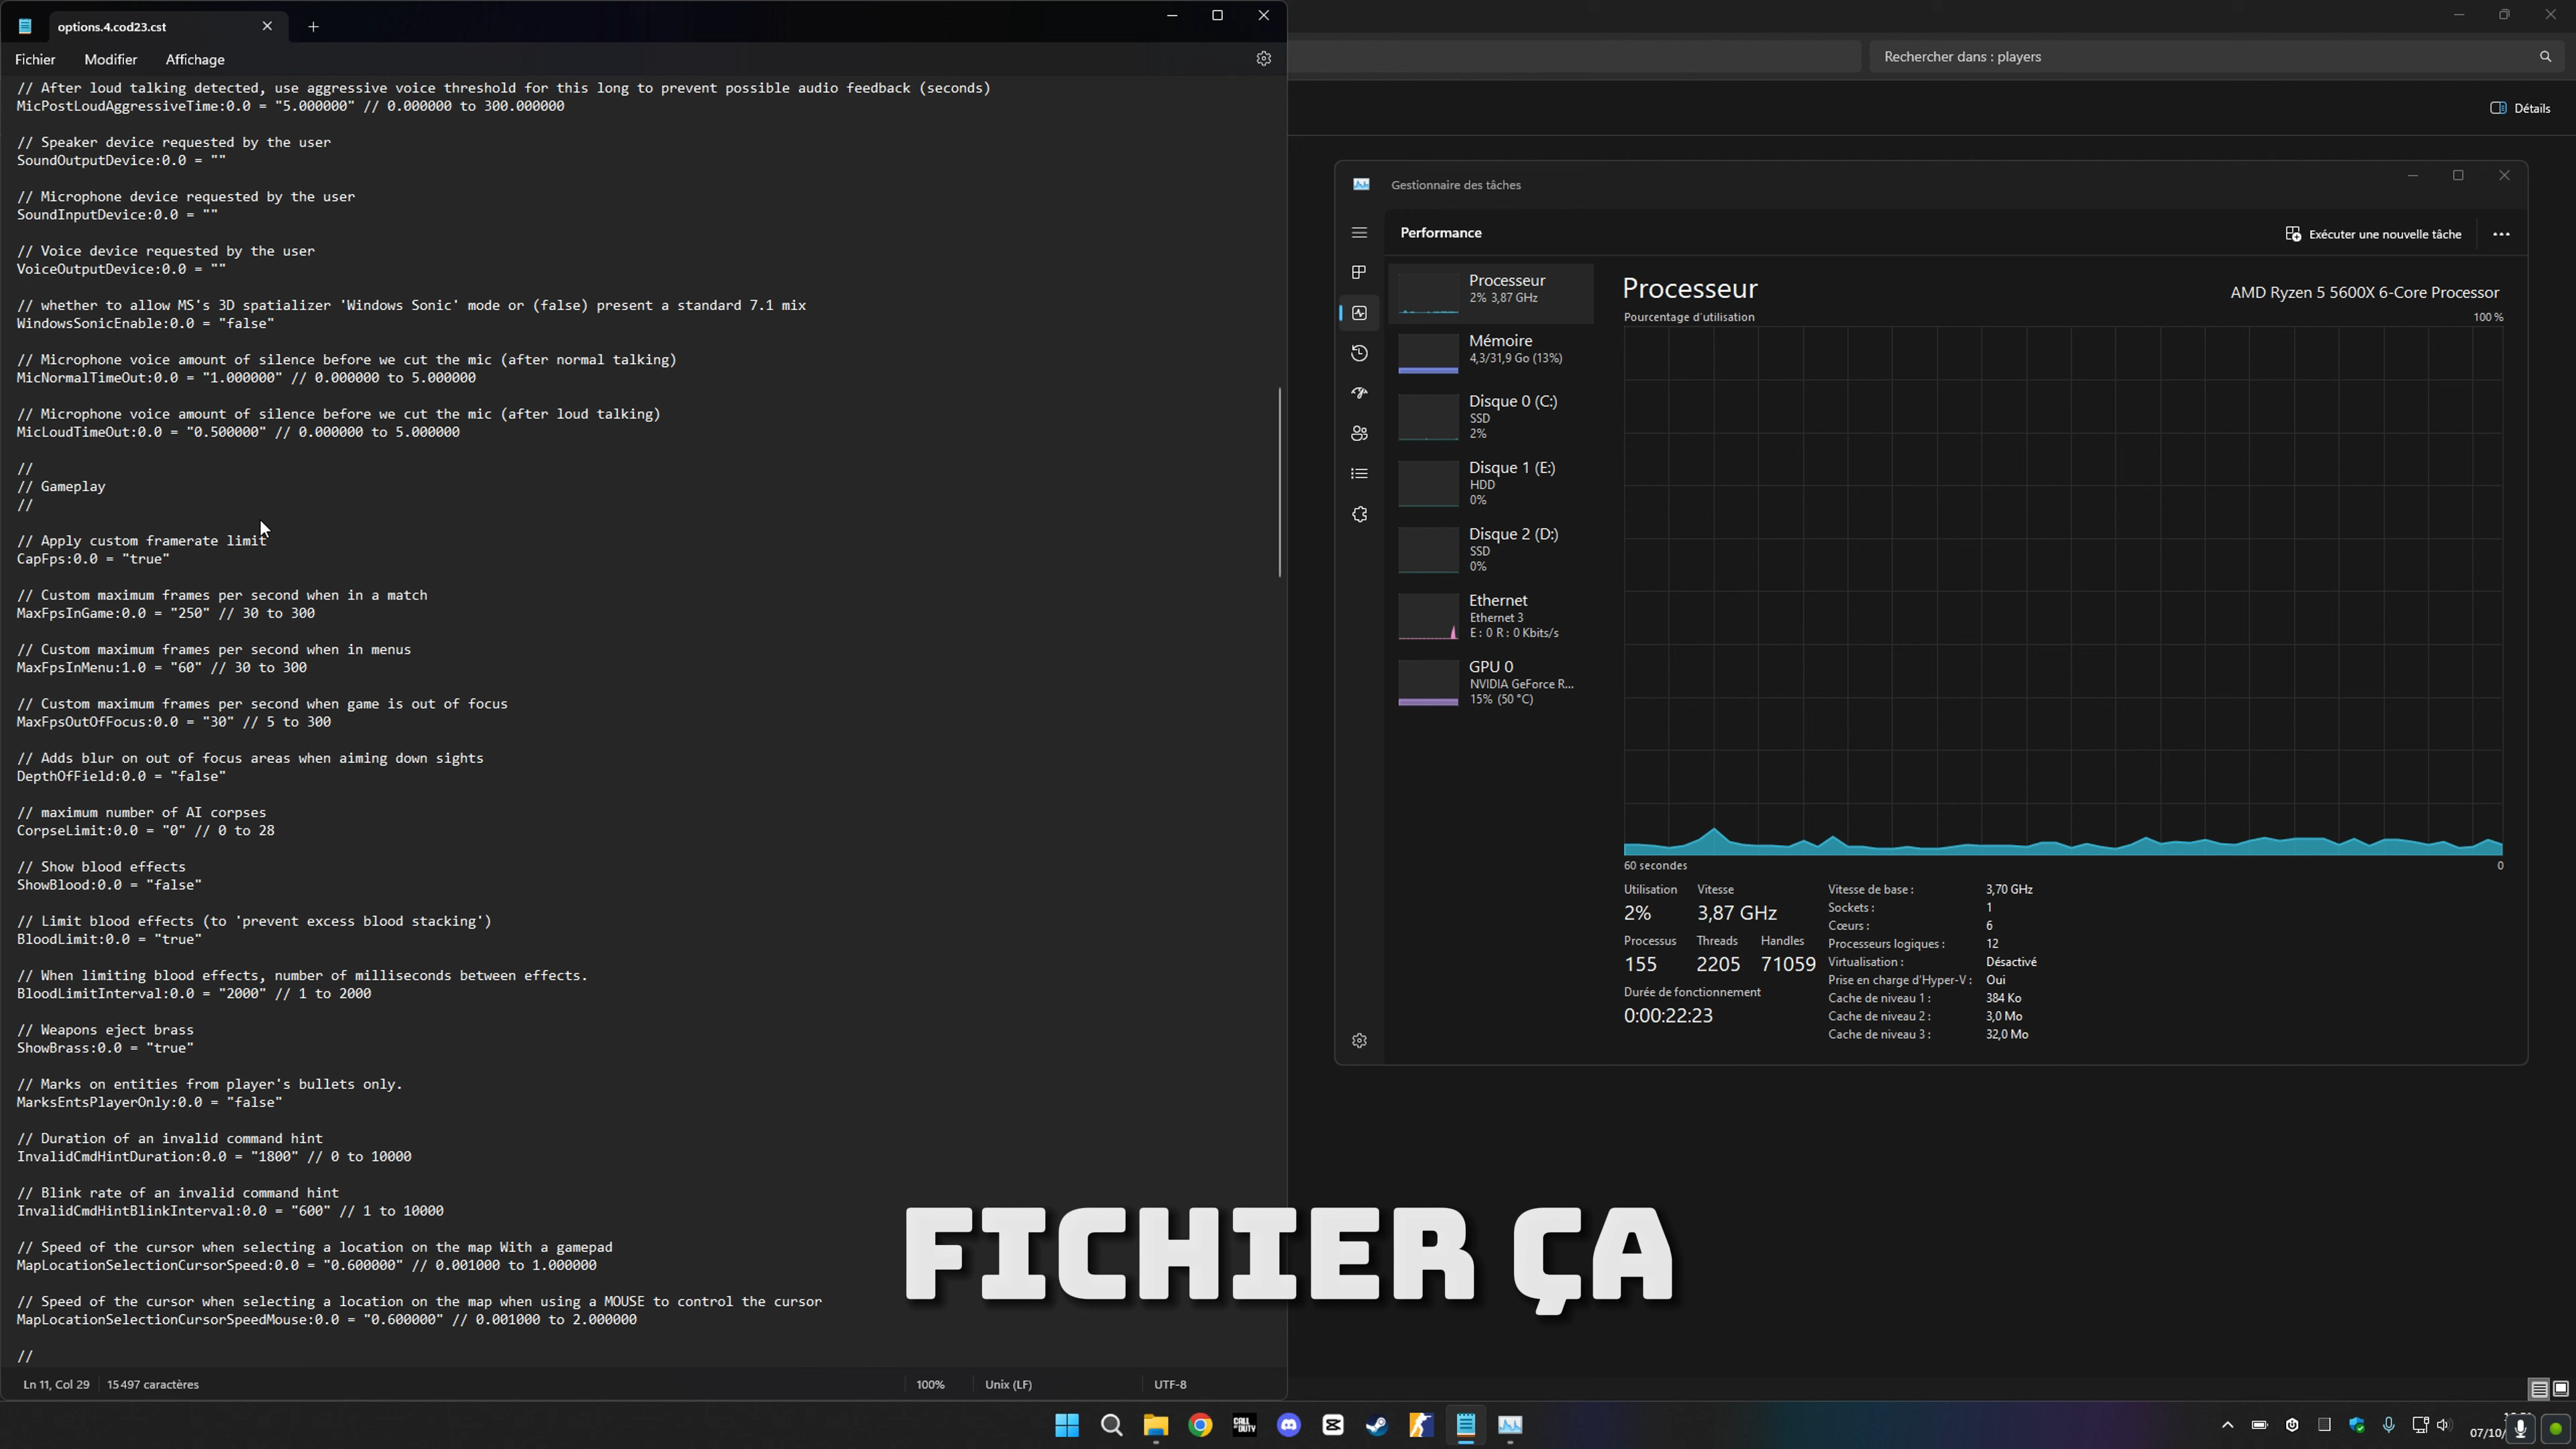 options.4.cod23.cst
Fichier Modifier Affichage
// After loud talking detected, use aggressive voice threshold for this long to prevent possible audio feedback (seconds)
MicPostLoudAggressiveTime:0.0 = "5.000000" // 0.000000 to 300.000000
// Speaker device requested by the user
SoundOutputDevice:0.0 = ""
// Microphone device requested by the user
SoundInputDevice:0.0 = ""
// Voice device requested by the user
VoiceOutputDevice:0.0 = ""
// whether to allow MS's 3D spatializer 'Windows Sonic' mode or (false) present a standard 7.1 mix
WindowsSonicEnable:0.0 = "false"
// Microphone voice amount of silence before we cut the mic (after normal talking)
MicNormalTimeOut:0.0 = "1.000000" // 0.000000 to 5.000000
// Microphone voice amount of silence before we cut the mic (after loud talking)
MicLoudTimeOut:0.0 = "0.500000" // 0.000000 to 5.000000
//
// Gameplay
//
// Apply custom framerate limit
CapFps:0.0 = "true"
// Custom maximum frames per second when in a match
MaxFpsInGame:0.0 = "250" // 30 to 300
// Custom maximum frames per second when in menus
MaxFpsInMenu:1.0 = "60" // 30 to 300
// Custom maximum frames per second when game is out of focus
MaxFpsOutOfFocus:0.0 = "30" // 5 to 300
// Adds blur on out of focus areas when aiming down sights
DepthOfField:0.0 = "false"
// maximum number of AI corpses
CorpseLimit:0.0 = "0" // 0 to 28
// Show blood effects
ShowBlood:0.0 = "false"
// Limit blood effects (to 'prevent excess blood stacking')
BloodLimit:0.0 = "true"
// When limiting blood effects, number of milliseconds between effects.
BloodLimitInterval:0.0 = "2000" // 1 to 2000
// Weapons eject brass
ShowBrass:0.0 = "true"
// Marks on entities from player's bullets only.
MarksEntsPlayerOnly:0.0 = "false"
// Duration of an invalid command hint
InvalidCmdHintDuration:0.0 = "1800" // 0 to 10000
// Blink rate of an invalid command hint
InvalidCmdHintBlinkInterval:0.0 = "600" // 1 to 10000
// Speed of the cursor when selecting a location on the map With a gamepad
MapLocationSelectionCursorSpeed:0.0 = "0.600000" // 0.001000 to 1.000000
// Speed of the cursor when selecting a location on the map when using a MOUSE to control the cursor
MapLocationSelectionCursorSpeedMouse:0.0 = "0.600000" // 0.001000 to 2.000000
//
Ln 11, Col 29 15 497 caractères 100% Unix (LF) UTF-8
Rechercher dans : players
Détails
Gestionnaire des tâches
Performance Exécuter une nouvelle tâche
Processeur
2% 3,87 GHz
Mémoire
4,3/31,9 Go (13%)
Disque 0 (C:)
SSD
2%
Disque 1 (E:)
HDD
0%
Disque 2 (D:)
SSD
0%
Ethernet
Ethernet 3
E : 0 R : 0 Kbits/s
GPU 0
NVIDIA GeForce R...
15% (50 °C)
Processeur AMD Ryzen 5 5600X 6-Core Processor
Pourcentage d'utilisation 100 %
60 secondes 0
Utilisation Vitesse
2% 3,87 GHz
Processus Threads Handles
155 2205 71059
Durée de fonctionnement
0:00:22:23
Vitesse de base : 3,70 GHz
Sockets : 1
Cœurs : 6
Processeurs logiques : 12
Virtualisation : Désactivé
Prise en charge d'Hyper-V : Oui
Cache de niveau 1 : 384 Ko
Cache de niveau 2 : 3,0 Mo
Cache de niveau 3 : 32,0 Mo
FICHIER ÇA
CALL OF DUTY
07/10/